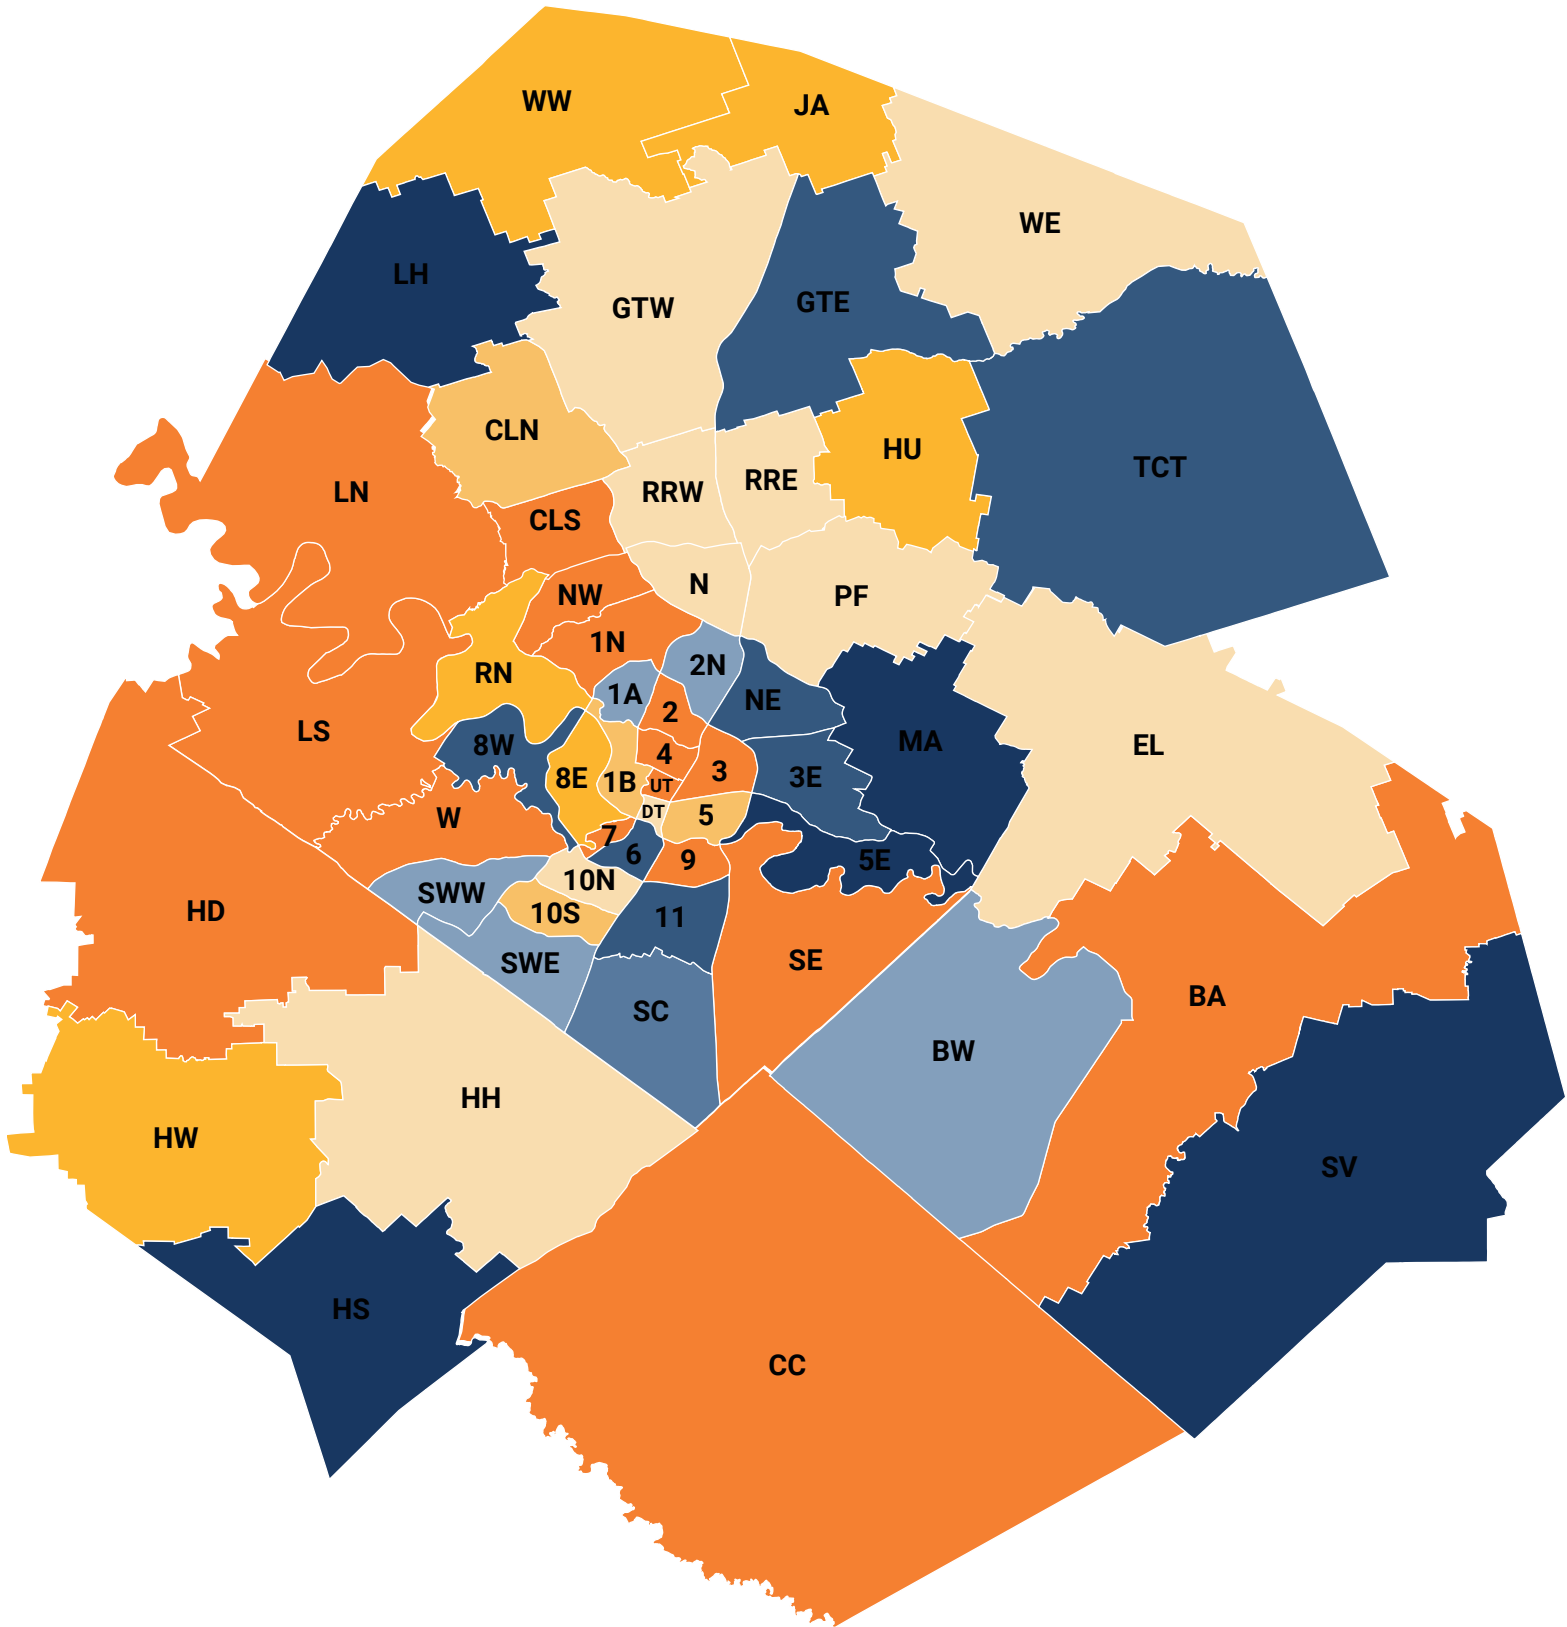 WW
JA
WE
LH
GTW
GTE
CLN
HU
TCT
LN
RRW
RRE
CLS
N
PF
NW
1N
2N
RN
1A
NE
2
LS
8W
4
3
MA
EL
8E
1B
UT
3E
W
DT
5
7
6
9
5E
10N
SWW
10S
11
HD
SWE
SE
SC
BA
BW
HH
HW
SV
HS
CC